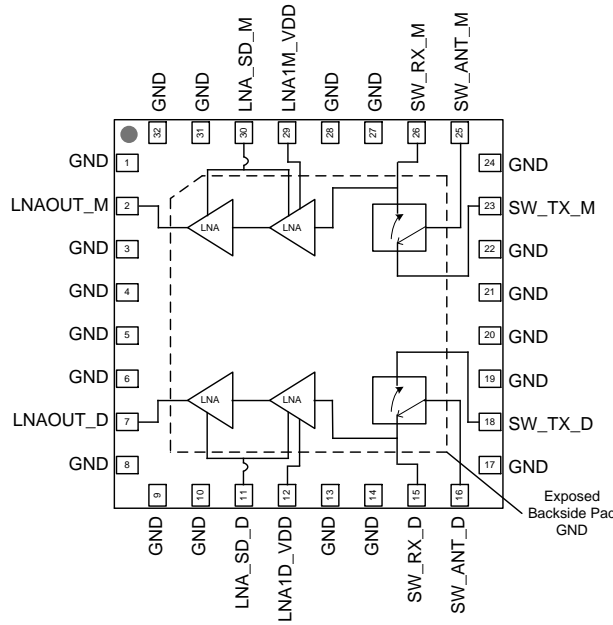 GND
GND
LNA_SD_M
LNA1M_VDD
GND
GND
SW_RX_M
SW_ANT_M
32
31
30
29
28
27
26
25
GND 1
24 GND
LNAOUT_M 2
23 SW_TX_M
LNA
LNA
GND 3
22 GND
GND 4
21 GND
GND 5
20 GND
GND 6
19 GND
LNA
LNA
LNAOUT_D 7
18 SW_TX_D
GND 8
17 GND
9
10
11
12
13
14
15
16
GND
GND
LNA_SD_D
LNA1D_VDD
GND
GND
SW_RX_D
SW_ANT_D
Exposed
Backside Pad
GND